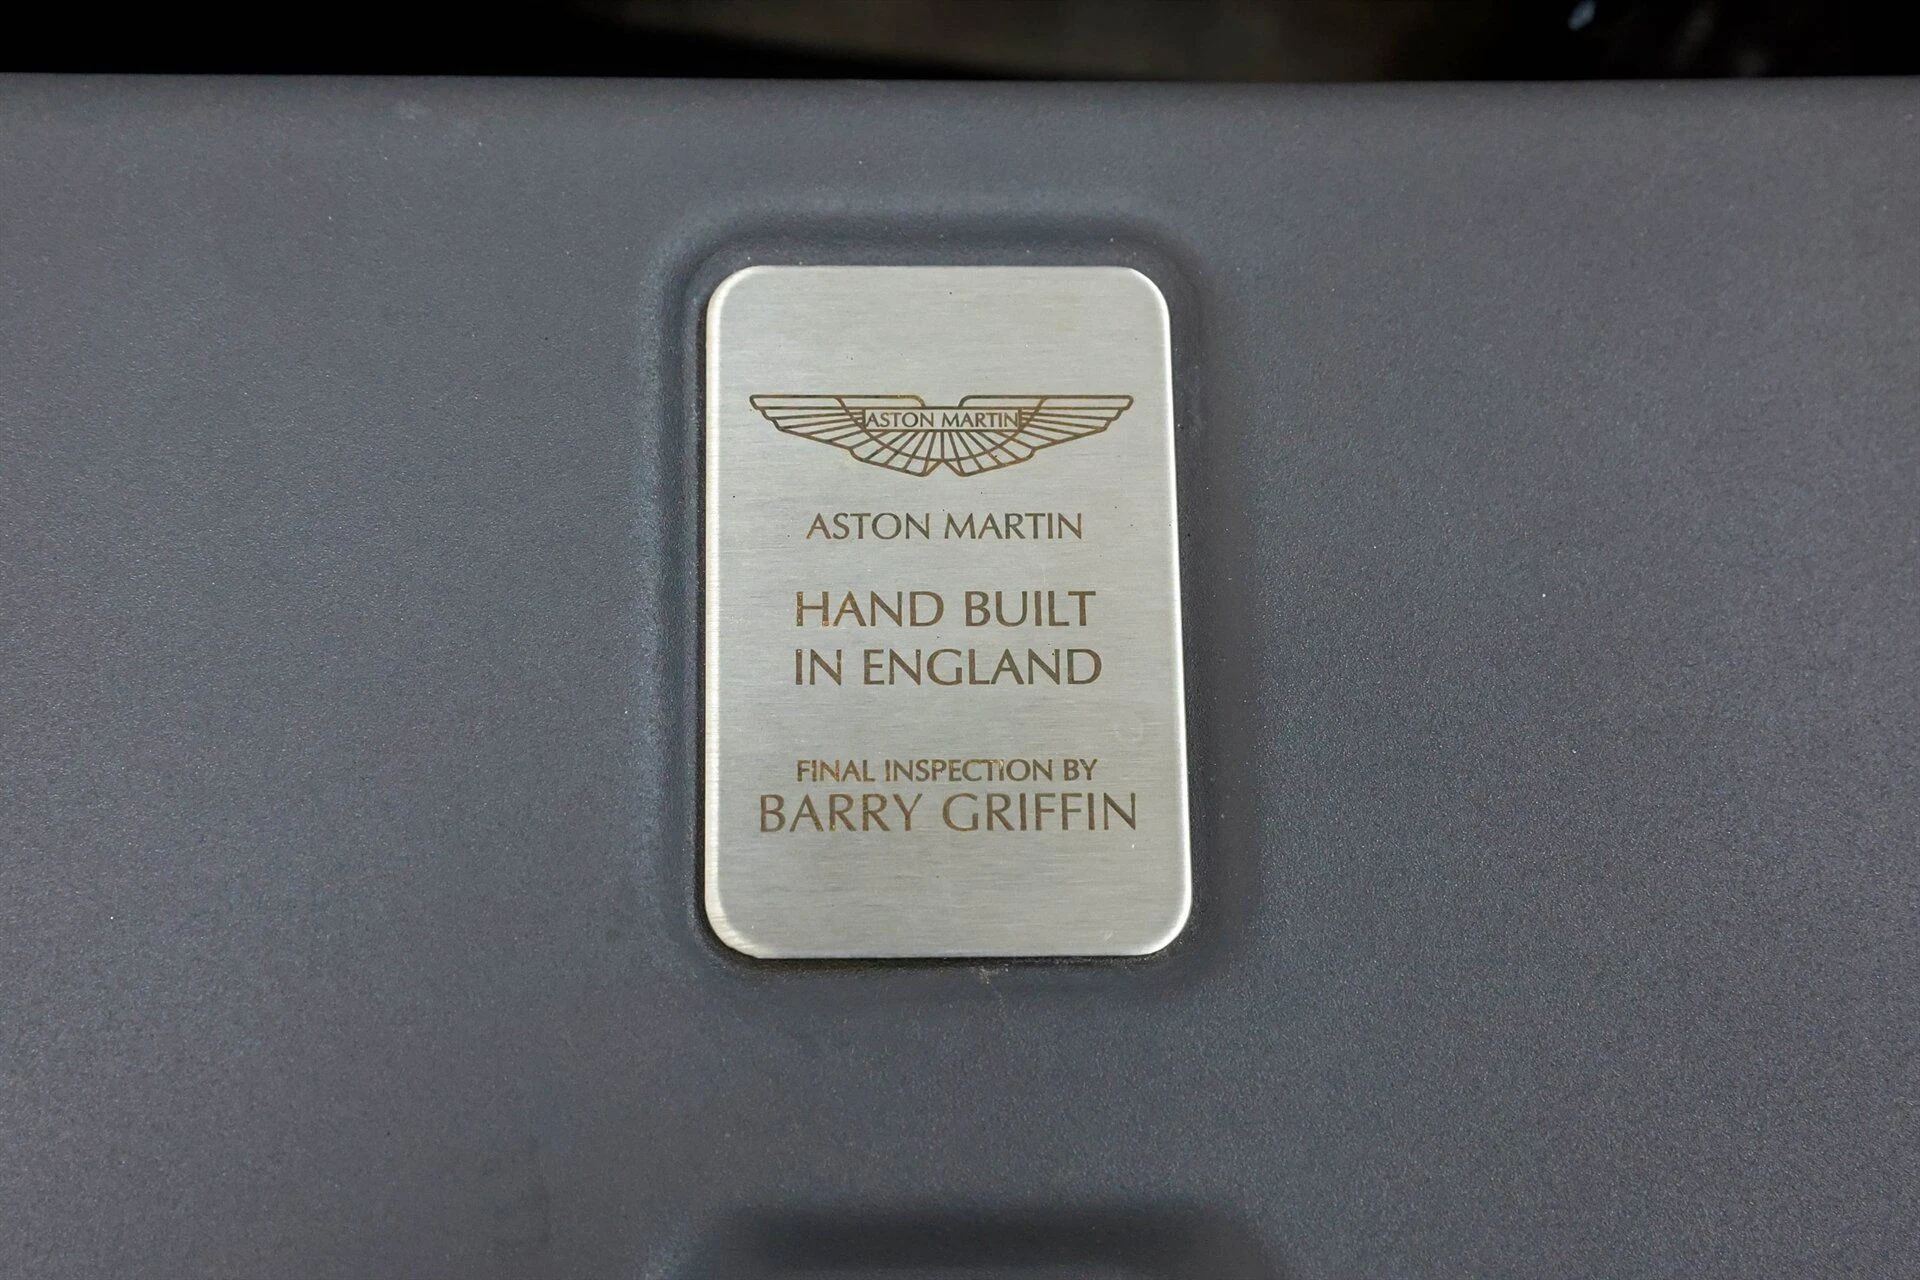 ASTON MARTIN
ASTON MARTIN
HAND BUILT
IN ENGLAND
FINAL INSPECTION BY
BARRY GRIFFIN